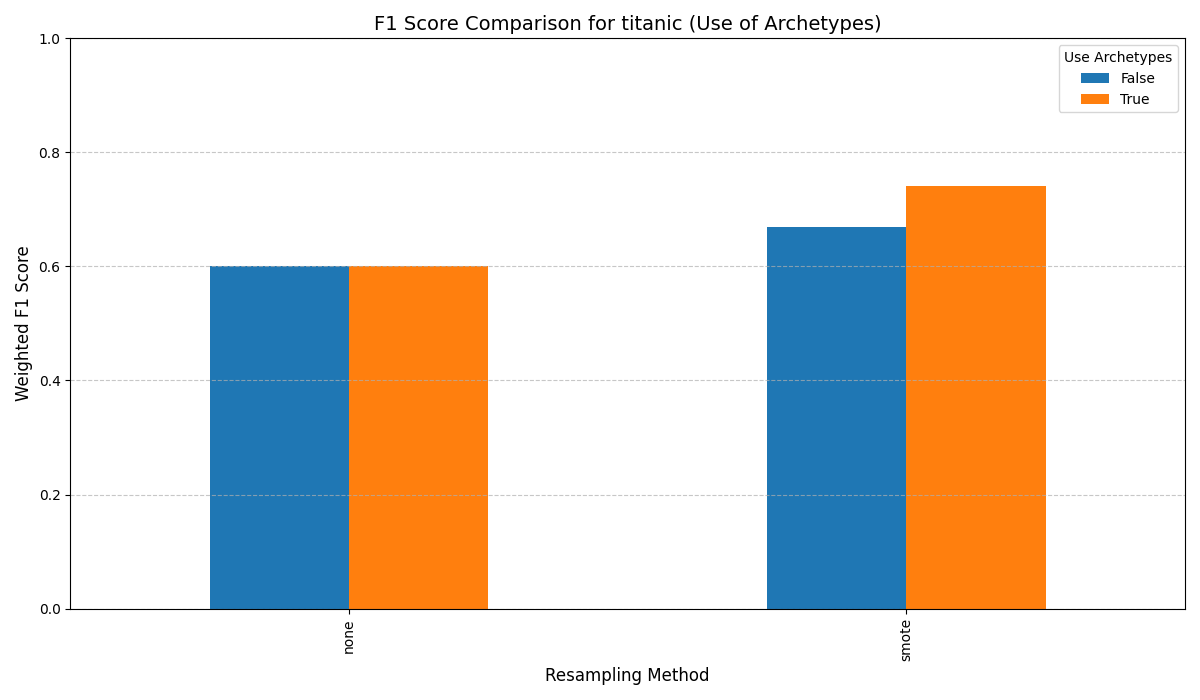 F1 Score Comparison for titanic (Use of Archetypes)
Weighted F1 Score
1.0
0.8
0.6
0.4
0.2
0.0
Use Archetypes
False
True
none
smote
Resampling Method